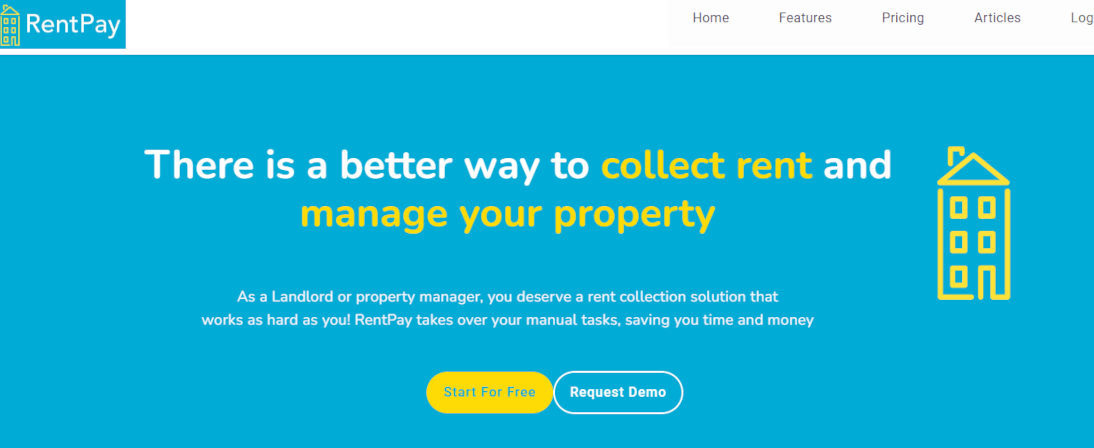 RentPay
Home Features Pricing Articles Log
There is a better way to collect rent and
manage your property
As a Landlord or property manager, you deserve a rent collection solution that
works as hard as you! RentPay takes over your manual tasks, saving you time and money
Start For Free Request Demo